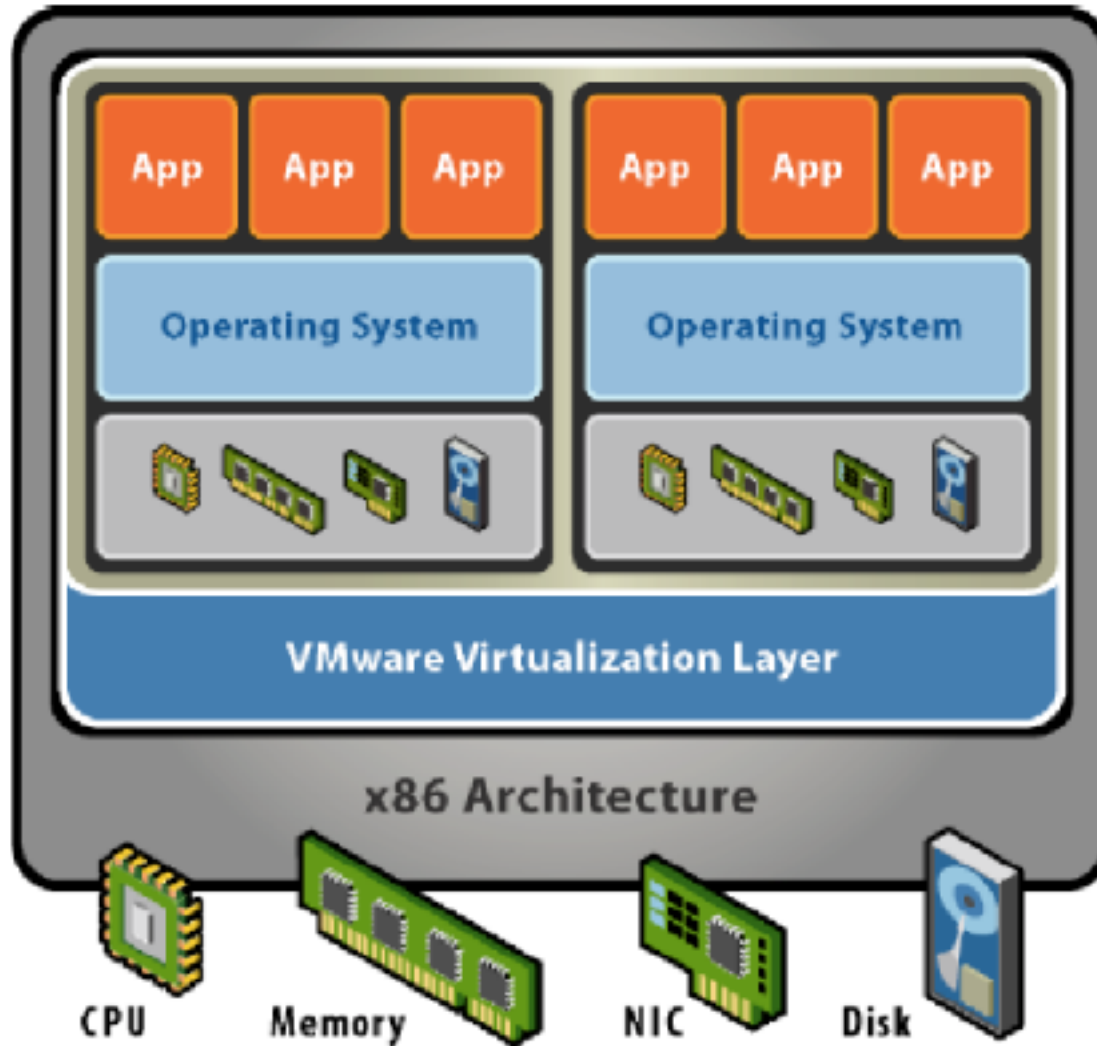 App App App App App App
Operating System Operating System
VMware Virtualization Layer
x86 Architecture
CPU Memory NIC Disk